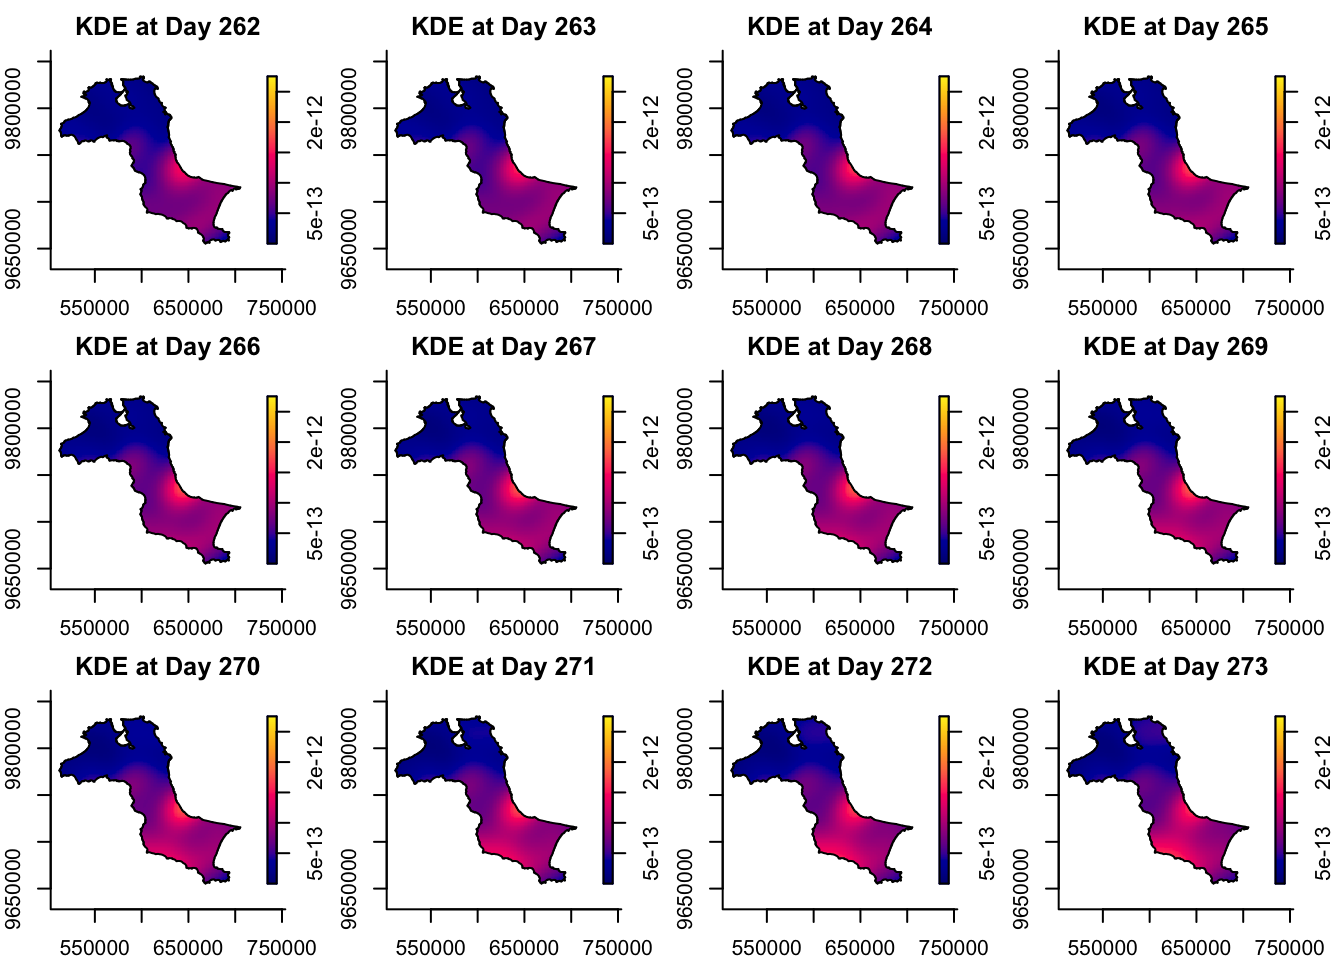 KDE at Day 262
9650000 9800000
5e-13 2e-12
550000 650000 750000
KDE at Day 263
9650000 9800000
5e-13 2e-12
550000 650000 750000
KDE at Day 264
9650000 9800000
5e-13 2e-12
550000 650000 750000
KDE at Day 265
9650000 9800000
5e-13 2e-12
550000 650000 750000
KDE at Day 266
9650000 9800000
5e-13 2e-12
550000 650000 750000
KDE at Day 267
9650000 9800000
5e-13 2e-12
550000 650000 750000
KDE at Day 268
9650000 9800000
5e-13 2e-12
550000 650000 750000
KDE at Day 269
9650000 9800000
5e-13 2e-12
550000 650000 750000
KDE at Day 270
9650000 9800000
5e-13 2e-12
550000 650000 750000
KDE at Day 271
9650000 9800000
5e-13 2e-12
550000 650000 750000
KDE at Day 272
9650000 9800000
5e-13 2e-12
550000 650000 750000
KDE at Day 273
9650000 9800000
5e-13 2e-12
550000 650000 750000